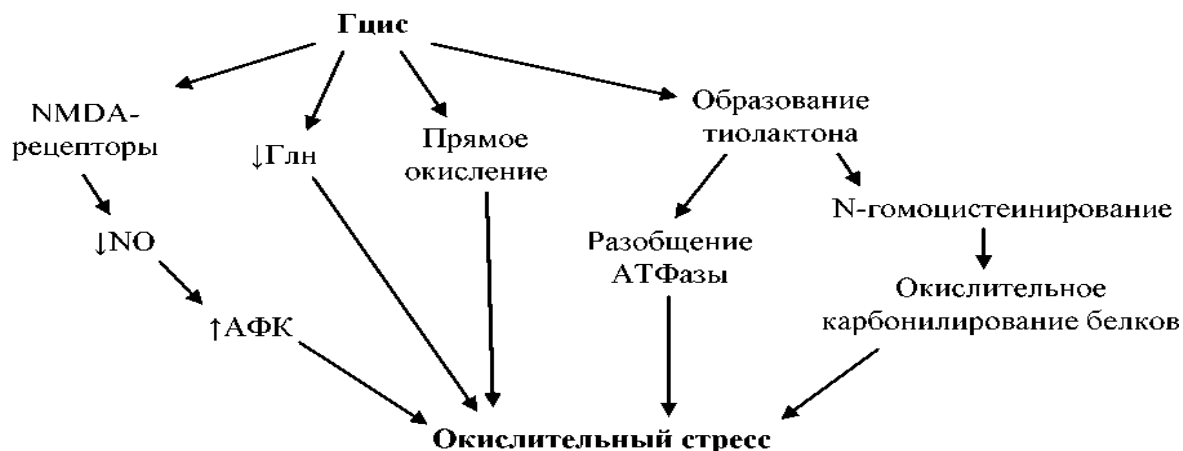 Гцис
NMDA-
рецепторы
↓Глн
Прямое
окисление
Образование
тиолактона
↓NO
Разобщение
АТФазы
N-гомоцистеинирование
↑АФК
Окислительное
карбонилирование белков
Окислительный стресс